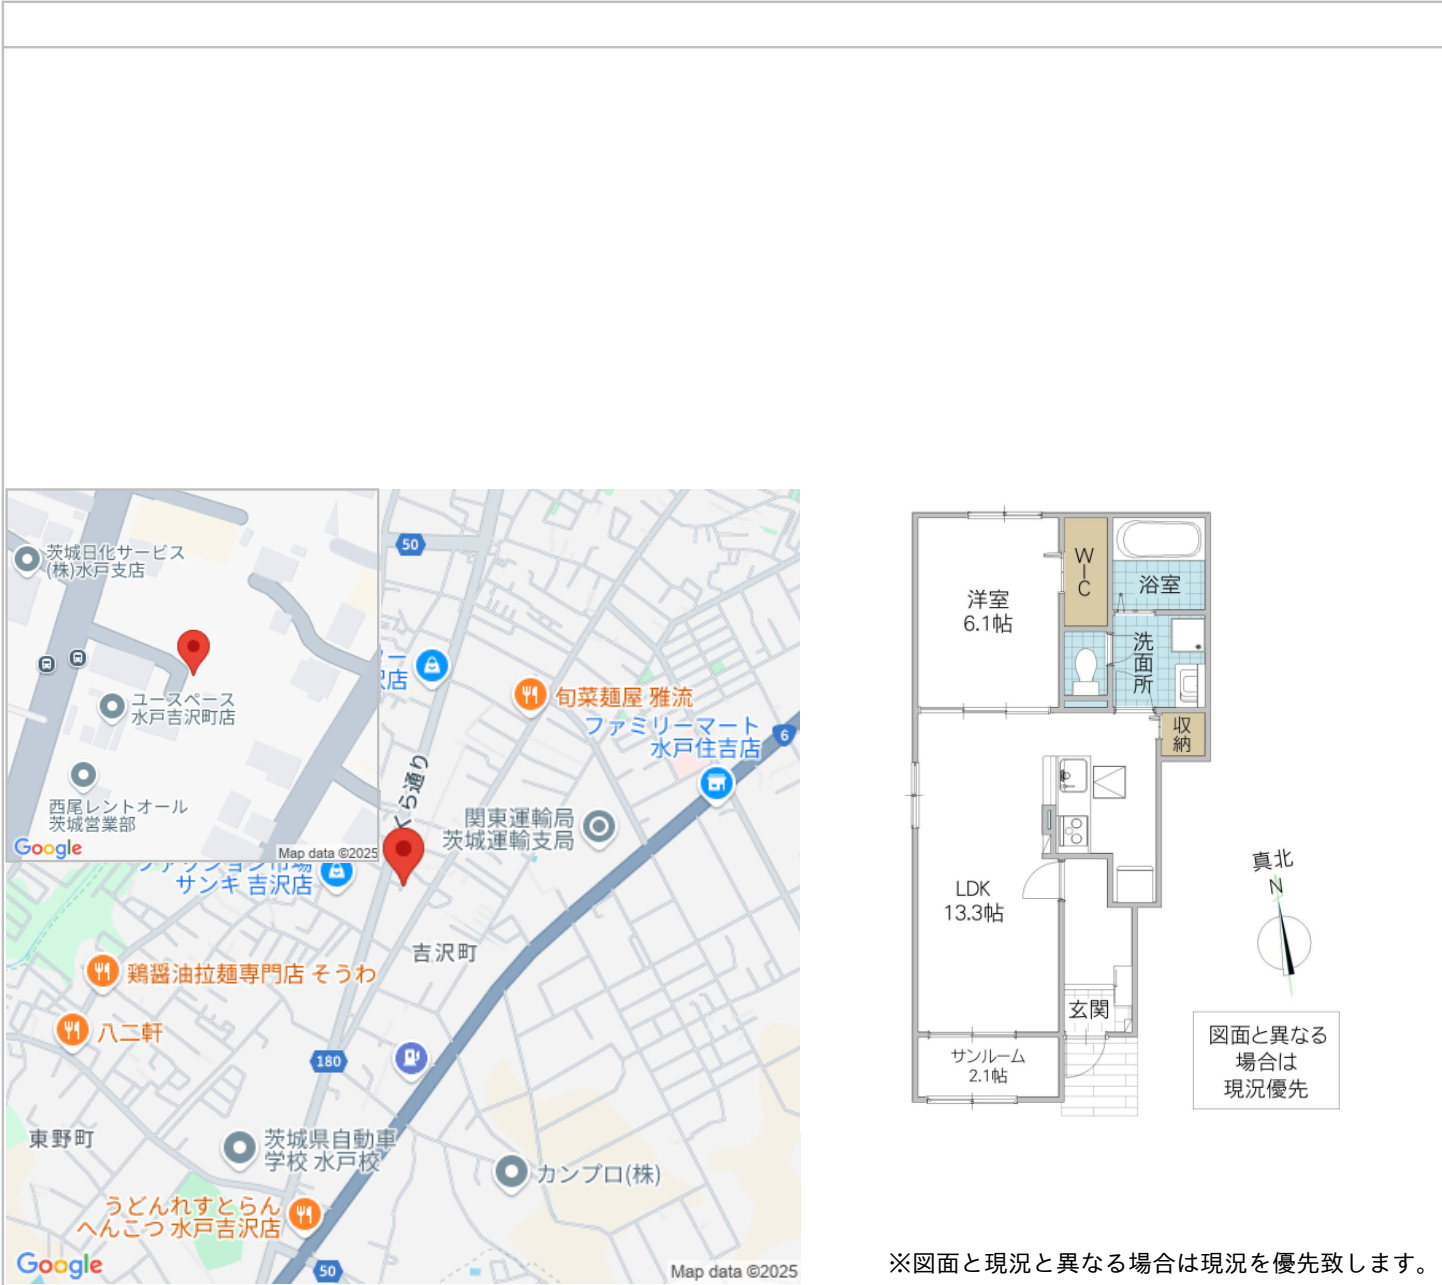 茨城日化サービス
(株)水戸支店
ユースペース
水戸吉沢町店
西尾レントオール
茨城営業部
Google
Map data ©2025
50
旬菜麺屋 雅流
ファミリーマート
水戸住吉店
6
くら通り
関東運輸局
茨城運輸支局
サンキ 吉沢店
吉沢町
鶏醤油拉麺専門店 そうわ
八二軒
180
東野町
茨城県自動車
学校 水戸校
カンプロ(株)
うどんれすとらん
へんこつ 水戸吉沢店
50
Google
Map data ©2025
洋室
6.1帖
WIC
浴室
洗面所
収納
LDK
13.3帖
玄関
サンルーム
2.1帖
真北
N
図面と異なる
場合は
現況優先
※図面と現況と異なる場合は現況を優先致します。